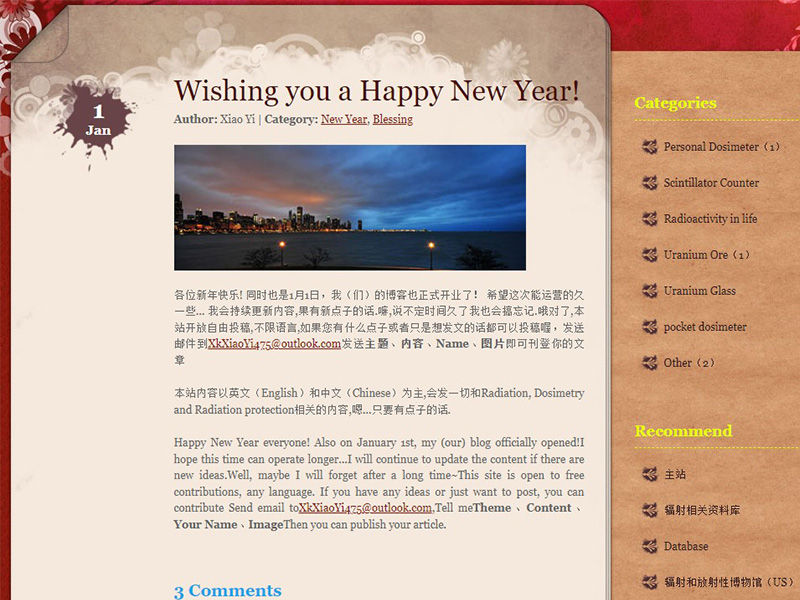 1
Jan
Wishing you a Happy New Year!
Author: Xiao Yi | Category: New Year, Blessing
各位新年快乐! 同时也是1月1日，我（们）的博客也正式开业了！ 希望这次能运营的久
一些... 我会持续更新内容,果有新点子的话.嘛,说不定时间久了我也会搞忘记.哦对了,本
站开放自由投稿,不限语言,如果您有什么点子或者只是想发文的话都可以投稿喔，发送
邮件到XkXiaoYi475@outlook.com发送主题、内容、Name、图片即可刊登你的文
章
本站内容以英文（English）和中文（Chinese）为主,会发一切和Radiation, Dosimetry
and Radiation protection相关的内容,嗯...只要有点子的话.
Happy New Year everyone! Also on January 1st, my (our) blog officially opened!I
hope this time can operate longer...I will continue to update the content if there are
new ideas.Well, maybe I will forget after a long time~This site is open to free
contributions, any language. If you have any ideas or just want to post, you can
contribute Send email toXkXiaoYi475@outlook.com,Tell meTheme、Content、
Your Name、ImageThen you can publish your article.
3 Comments
Categories
Personal Dosimeter（1）
Scintillator Counter
Radioactivity in life
Uranium Ore（1）
Uranium Glass
pocket dosimeter
Other（2）
Recommend
主站
辐射相关资料库
Database
辐射和放射性博物馆（US）